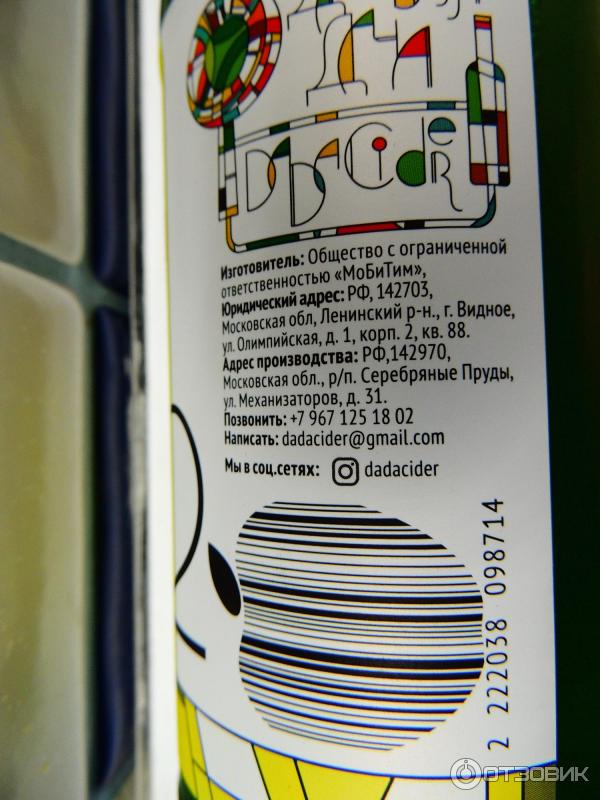 DADACideR
Изготовитель: Общество с ограниченной
ответственностью «МоБиТим»,
Юридический адрес: РФ, 142703,
Московская обл, Ленинский р-н., г. Видное,
ул. Олимпийская, д. 1, корп. 2, кв. 88.
Адрес производства: РФ,142970,
Московская обл., р/п. Серебряные Пруды,
ул. Механизаторов, д. 31.
Позвонить: +7 967 125 18 02
Написать: dadacider@gmail.com
Мы в соц.сетях: dadacider
2 222038 098714
ОТЗОВИК